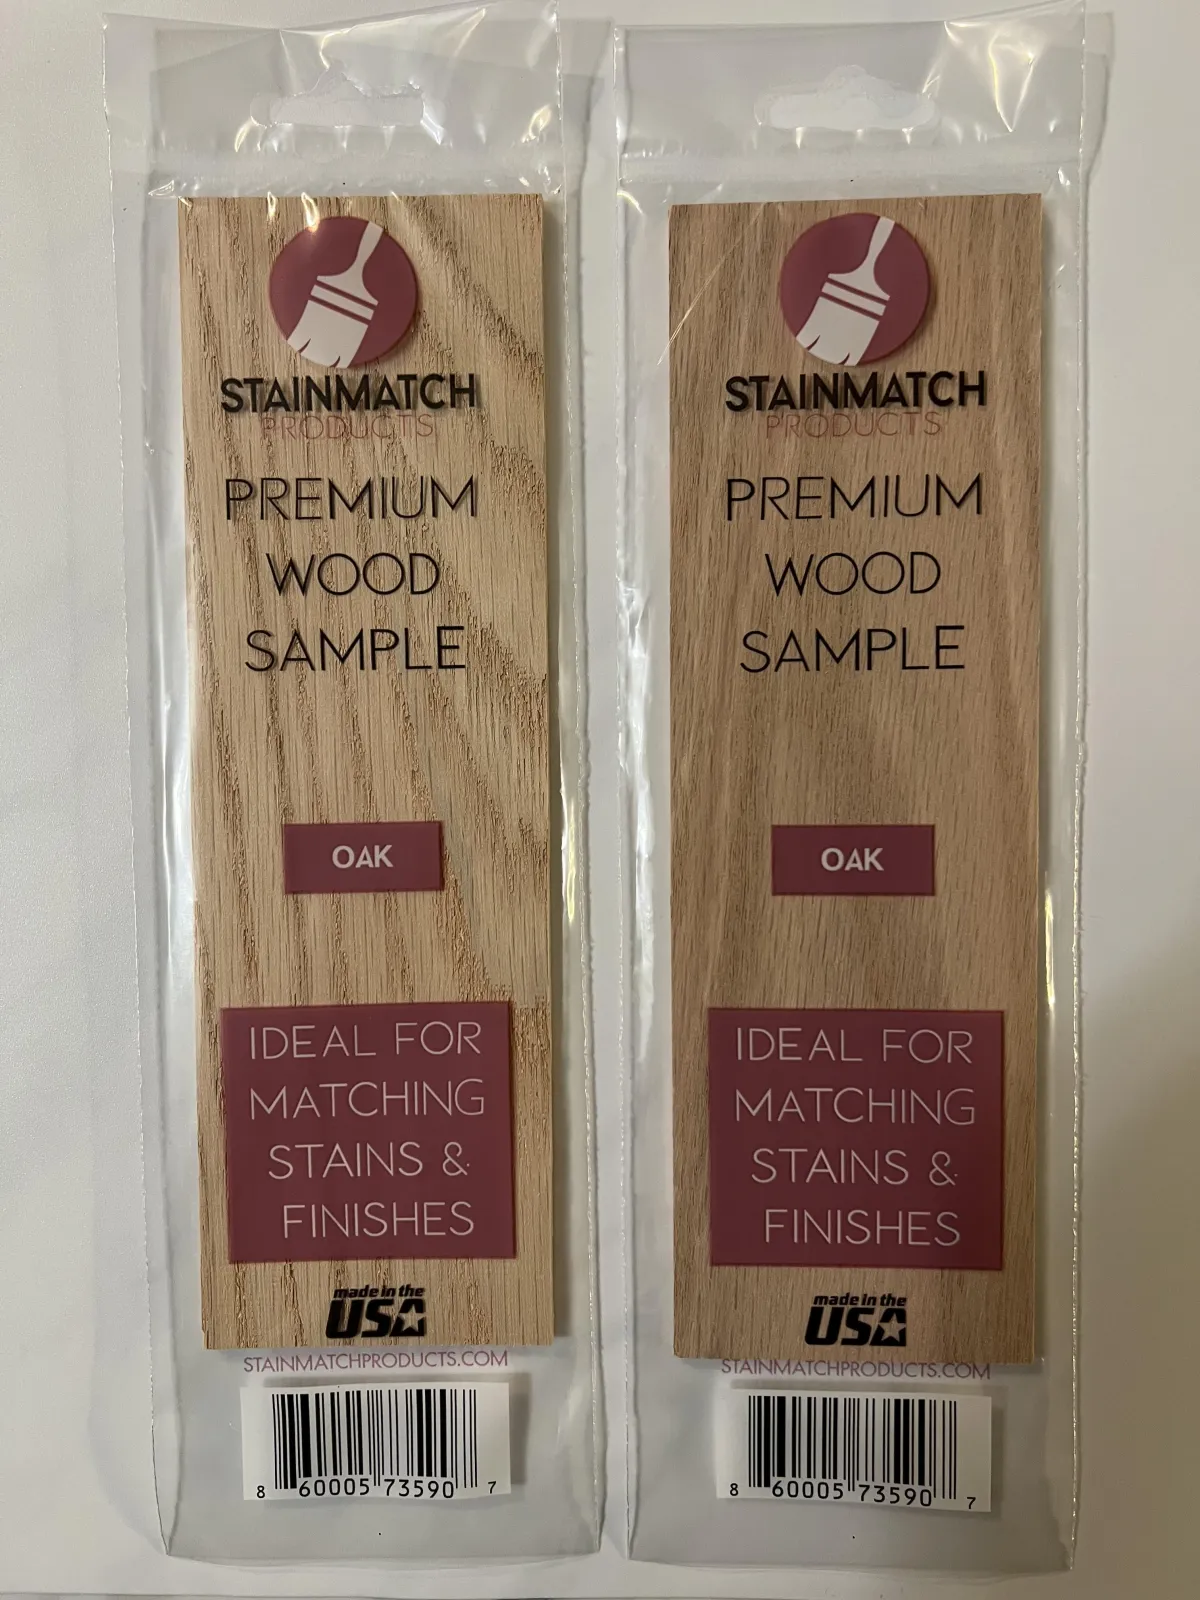 STAINMATCH
PRODUCTS
PREMIUM
WOOD
SAMPLE
OAK
IDEAL FOR
MATCHING
STAINS &
FINISHES
made in the
USA
STAINMATCHPRODUCTS.COM
8 60005 73590 7
STAINMATCH
PRODUCTS
PREMIUM
WOOD
SAMPLE
OAK
IDEAL FOR
MATCHING
STAINS &
FINISHES
made in the
USA
STAINMATCHPRODUCTS.COM
8 60005 73590 7